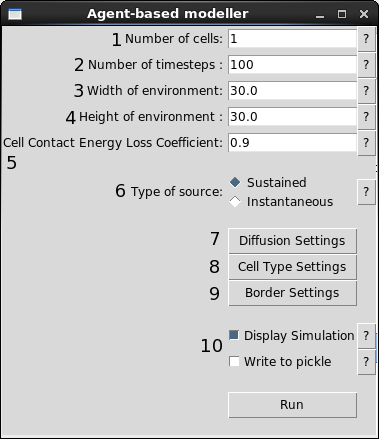 Agent-based modeller
1 Number of cells: 1 ?
2 Number of timesteps : 100 ?
3 Width of environment: 30.0 ?
4 Height of environment : 30.0 ?
Cell Contact Energy Loss Coefficient: 0.9 ?
5
6 Type of source: Sustained ?
Instantaneous
7 Diffusion Settings
8 Cell Type Settings
9 Border Settings
10 Display Simulation ?
Write to pickle ?
Run